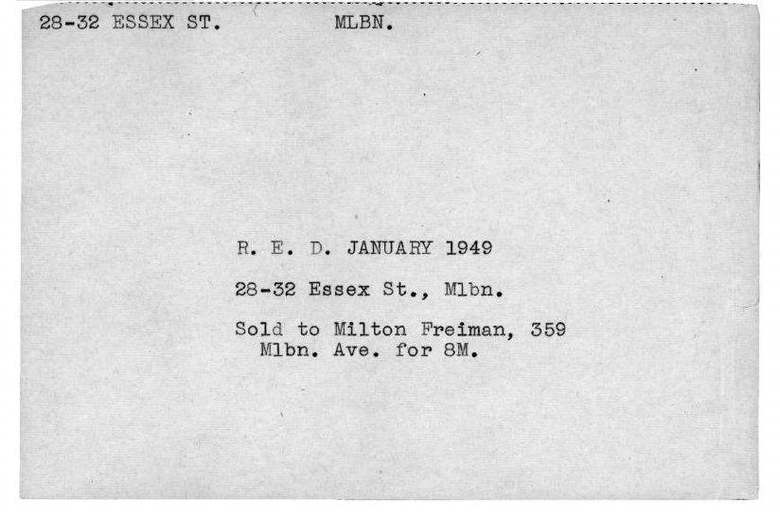 28-32 ESSEX ST. MLBN.
R. E. D. JANUARY 1949
28-32 Essex St., Mlbn.
Sold to Milton Freiman, 359
Mlbn. Ave. for 8M.